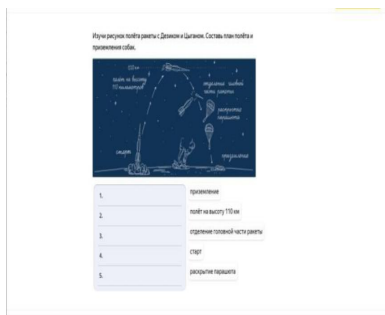 Изучи рисунок полёта ракеты с Дезиком и Цыганом. Составь план полёта и
приземления собак.
110 км
полёт на высоту
110 километров
отделение головной
части ракеты
раскрытие
парашюта
старт
приземление
1.
приземление
2.
полёт на высоту 110 км
3.
отделение головной части ракеты
4.
старт
5.
раскрытие парашюта